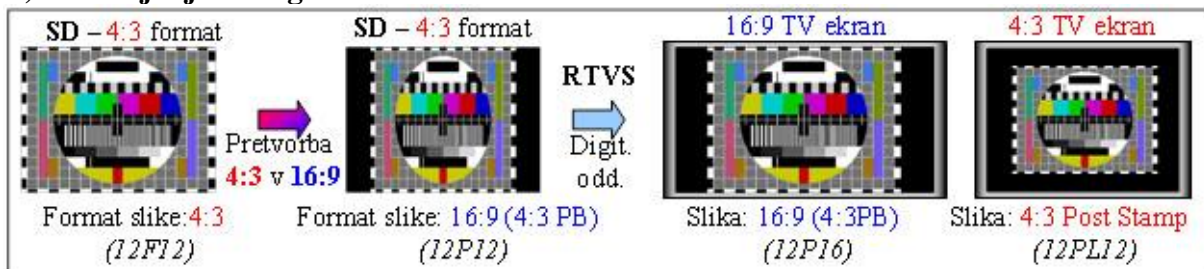 SD – 4:3 format
SD – 4:3 format
16:9 TV ekran
4:3 TV ekran
RTVS
Pretvorba
4:3 v 16:9
Digit.
odd.
Format slike:4:3
Format slike: 16:9 (4:3 PB)
Slika: 16:9 (4:3PB)
Slika: 4:3 Post Stamp
(12F12)
(12P12)
(12P16)
(12PL12)